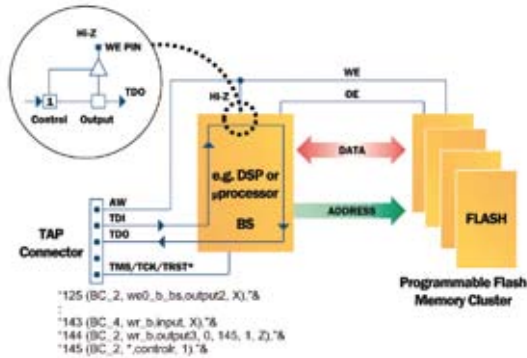 Hi-Z
WE PIN
TDO
1
Control
Output
Hi-Z
WE
OE
e.g. DSP or
µprocessor
BS
DATA
ADDRESS
FLASH
Programmable Flash
Memory Cluster
TAP
Connector
AW
TDI
TDO
TMS/TCK/TRST*
"125 (BC_2, we0_b_bs,output2, X),"&
:
"143 (BC_4, wr_b,input, X),"&
"144 (BC_2, wr_b,output3, 0, 145, 1, Z),"&
"145 (BC_2, *,controlr, 1),"&